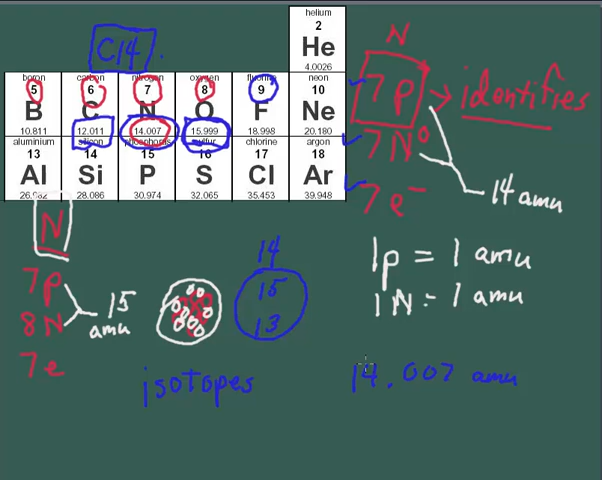 helium
2
He
4.0026
C14
N
boron carbon nitrogen oxygen fluorine neon
5 6 7 8 9 10
B C N O F Ne
10.811 12.011 14.007 15.999 18.998 20.180
aluminium silicon phosphorus sulfur chlorine argon
13 14 15 16 17 18
Al Si P S Cl Ar
26.982 28.086 30.974 32.065 35.453 39.948
7p → identifies
7N°
7e⁻
14 amu
N
7p
8N
7e
15
amu
14
15
13
1p = 1 amu
1N = 1 amu
isotopes
14.007 amu